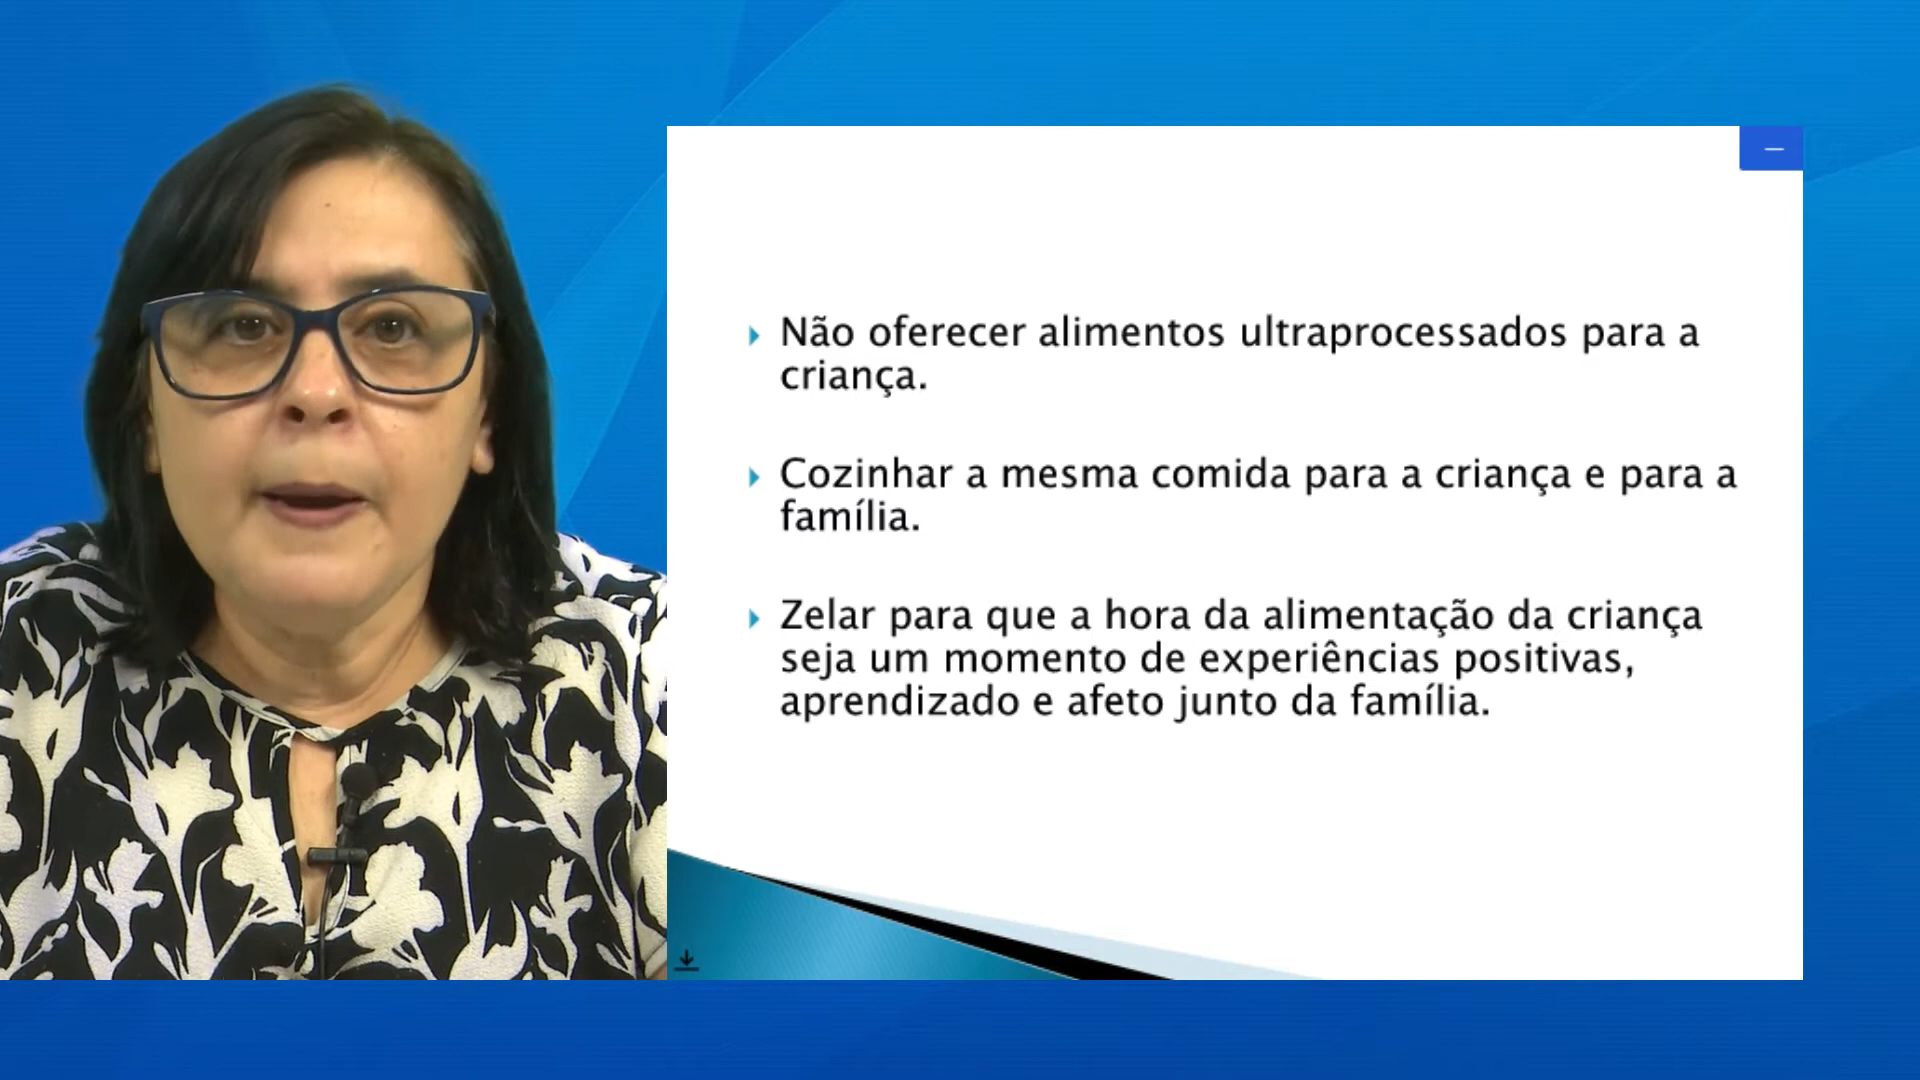 Não oferecer alimentos ultraprocessados para a
criança.
Cozinhar a mesma comida para a criança e para a
família.
Zelar para que a hora da alimentação da criança
seja um momento de experiências positivas,
aprendizado e afeto junto da família.